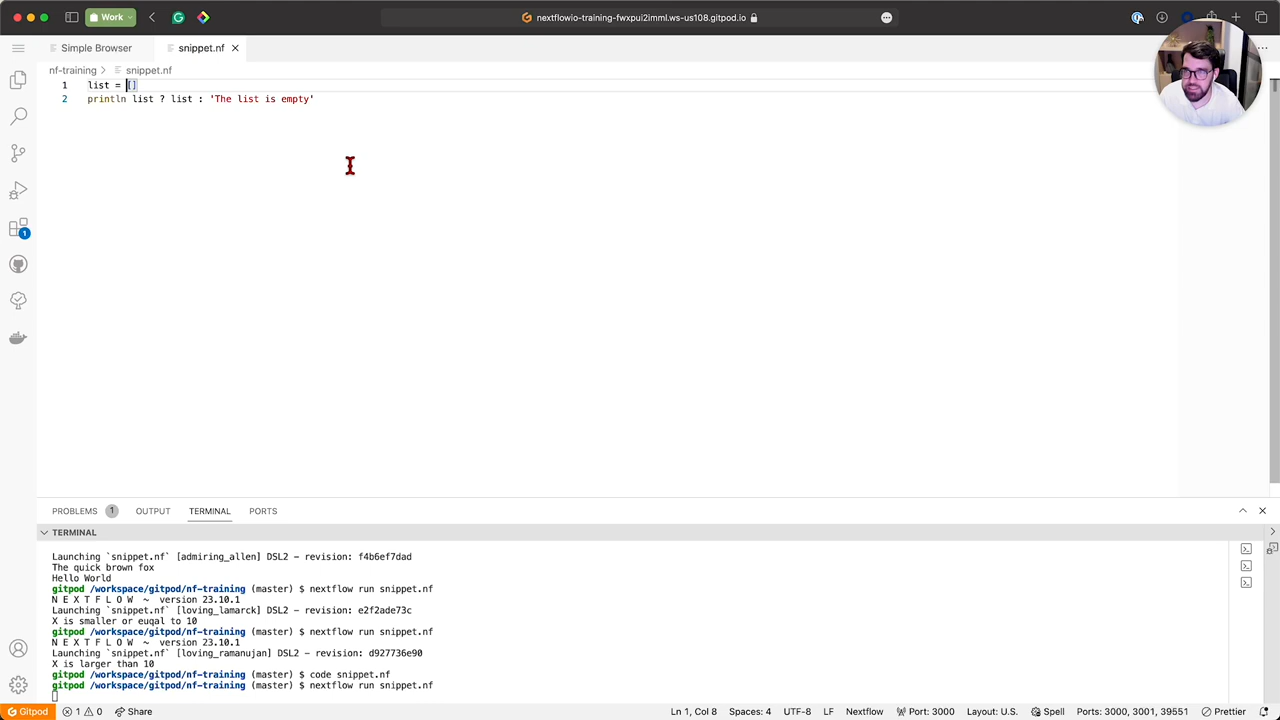 Work
nextflowio-training-fwxpui2imml.ws-us108.gitpod.io
Simple Browser
snippet.nf
nf-training > snippet.nf
1 list = []
2 println list ? list : 'The list is empty'
1
PROBLEMS 1 OUTPUT TERMINAL PORTS
TERMINAL
Launching `snippet.nf` [admiring_allen] DSL2 - revision: f4b6ef7dad
The quick brown fox
Hello World
gitpod /workspace/gitpod/nf-training (master) $ nextflow run snippet.nf
N E X T F L O W ~ version 23.10.1
Launching `snippet.nf` [loving_lamarck] DSL2 - revision: e2f2ade73c
X is smaller or euqal to 10
gitpod /workspace/gitpod/nf-training (master) $ nextflow run snippet.nf
N E X T F L O W ~ version 23.10.1
Launching `snippet.nf` [loving_ramanujan] DSL2 - revision: d927736e90
X is larger than 10
gitpod /workspace/gitpod/nf-training (master) $ code snippet.nf
gitpod /workspace/gitpod/nf-training (master) $ nextflow run snippet.nf
Gitpod 1 0 Share Ln 1, Col 8 Spaces: 4 UTF-8 LF Nextflow Port: 3000 Layout: U.S. Spell Ports: 3000, 3001, 39551 Prettier